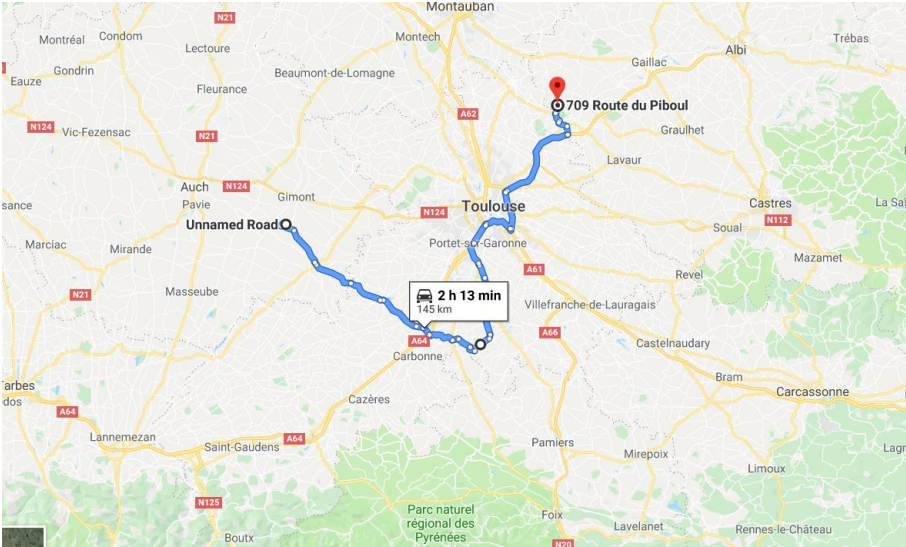 Montauban
N21
Montréal
Condom
Montech
Trébas
Lectoure
Albi
Gaillac
Gondrin
Beaumont-de-Lomagne
Eauze
Fleurance
709 Route du Piboul
A62
N124
Vic-Fezensac
N21
Graulhet
Lavaur
Auch
N124
Gimont
Castres
Pavie
Toulouse
N124
N112
Unnamed Road
Soual
Marciac
Mirande
Portet-sur-Garonne
Mazamet
A61
Revel
Masseube
N21
2 h 13 min
145 km
Villefranche-de-Lauragais
A66
A64
Castelnaudary
Carbonne
Bram
Carcassonne
Cazères
A64
Lannemezan
A64
Saint-Gaudens
Pamiers
Mirepoix
Limoux
N125
Parc naturel
régional des
Pyrénées
Foix
Lavelanet
Rennes-le-Château
Boutx
N20